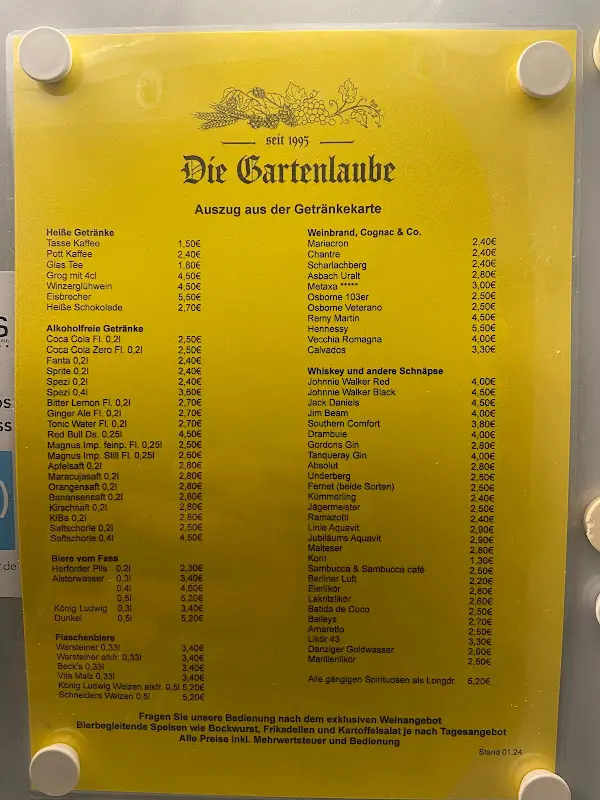 seit 1995
Die Gartenlaube
Auszug aus der Getränkekarte
Heiße Getränke
Tasse Kaffee 1,50€
Pott Kaffee 2,40€
Glas Tee 1,80€
Grog mit 4cl 4,50€
Winzerglühwein 4,50€
Eisbrecher 5,50€
Heiße Schokolade 2,70€
Alkoholfreie Getränke
Coca Cola Fl. 0,2l 2,50€
Coca Cola Zero Fl. 0,2l 2,50€
Fanta 0,2l 2,40€
Sprite 0,2l 2,40€
Spezi 0,2l 2,40€
Spezi 0,4l 3,60€
Bitter Lemon Fl. 0,2l 2,70€
Ginger Ale Fl. 0,2l 2,70€
Tonic Water Fl. 0,2l 2,70€
Red Bull Ds. 0,25l 4,50€
Magnus Imp. feinp. Fl. 0,25l 2,50€
Magnus Imp. Still Fl. 0,25l 2,60€
Apfelsaft 0,2l 2,80€
Maracujasaft 0,2l 2,80€
Orangensaft 0,2l 2,80€
Banansensaft 0,2l 2,80€
Kirschsaft 0,2l 2,80€
KiBa 0,2l 2,80€
Saftschorle 0,2l 2,50€
Saftschorle 0,4l 4,50€
Biere vom Fass
Herforder Pils 0,2l 2,30€
Alsterwasser 0,3l 3,40€
0,4l 4,60€
0,5l 5,20€
König Ludwig 0,3l 3,40€
Dunkel 0,5l 5,20€
Flaschenbiere
Warsteiner 0,33l 3,40€
Warsteiner alkfr. 0,33l 3,40€
Beck's 0,33l 3,40€
Vita Malz 0,33l 3,40€
König Ludwig Weizen alkfr. 0,5l 5,20€
Schneiders Weizen 0,5l 5,20€
Weinbrand, Cognac & Co.
Mariacron 2,40€
Chantre 2,40€
Scharlachberg 2,40€
Asbach Uralt 2,80€
Metaxa ***** 3,00€
Osborne 103er 2,50€
Osborne Veterano 2,50€
Remy Martin 4,50€
Hennessy 5,50€
Vecchia Romagna 4,00€
Calvados 3,30€
Whiskey und andere Schnäpse
Johnnie Walker Red 4,00€
Johnnie Walker Black 4,50€
Jack Daniels 4,50€
Jim Beam 4,00€
Southern Comfort 3,80€
Drambuie 4,00€
Gordons Gin 2,80€
Tanqueray Gin 4,00€
Absolut 2,80€
Underberg 2,50€
Fernet (beide Sorten) 2,50€
Kümmerling 2,40€
Jägermeister 2,50€
Ramazotti 2,40€
Linie Aquavit 2,90€
Jubiläums Aquavit 2,90€
Malteser 2,80€
Korn 1,30€
Sambucca & Sambucca cafè 2,50€
Berliner Luft 2,20€
Eierlikör 2,80€
Lakritzlikör 2,60€
Batida de Coco 2,50€
Baileys 2,70€
Amaretto 2,50€
Likör 43 3,30€
Danziger Goldwasser 2,90€
Marillenlikör 2,50€
Alle gängigen Spirituosen als Longdr. 5,20€
Fragen Sie unsere Bedienung nach dem exklusiven Weinangebot
Bierbegleitende Speisen wie Bockwurst, Frikadellen und Kartoffelsalat je nach Tagesangebot
Alle Preise inkl. Mehrwertsteuer und Bedienung
Stand 01.24